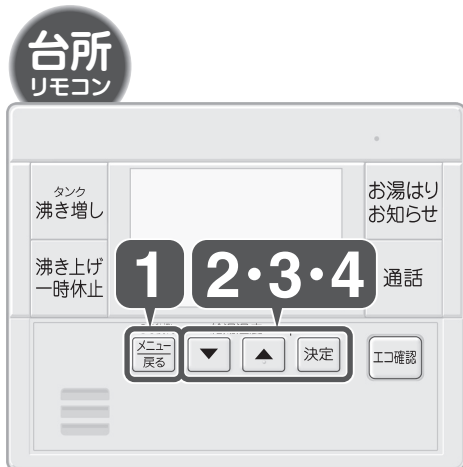 台所
リモコン
タンク
沸き増し
お湯はり
お知らせ
沸き上げ
一時休止
1
2・3・4
通話
メニュー
戻る
▼
▲
決定
エコ確認